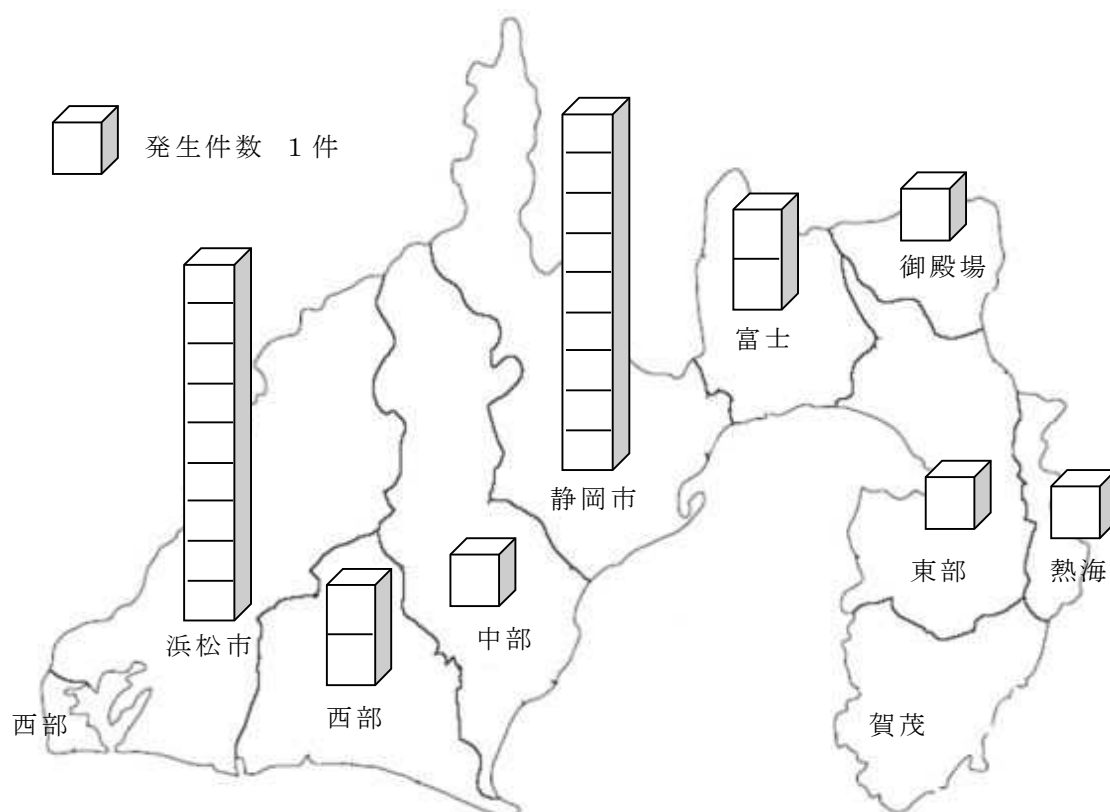 発生件数 １件
御殿場
富士
静岡市
東部
熱海
浜松市
中部
西部
西部
賀茂